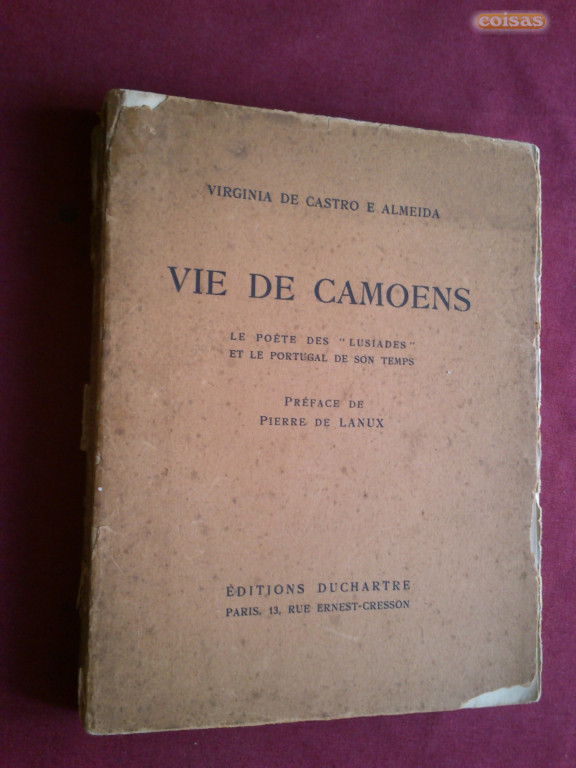 coisas
VIRGINIA DE CASTRO E ALMEIDA
VIE DE CAMOENS
LE POÈTE DES "LUSIADES"
ET LE PORTUGAL DE SON TEMPS
PRÉFACE DE
PIERRE DE LANUX
ÉDITIONS DUCHARTRE
PARIS, 13, RUE ERNEST-CRESSON